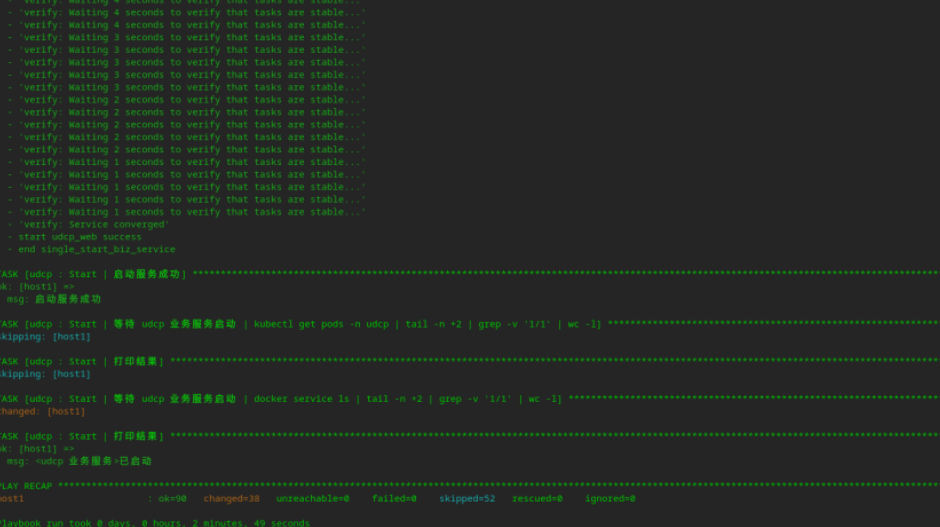 - 'verify: Waiting 4 seconds to verify that tasks are stable...'
- 'verify: Waiting 4 seconds to verify that tasks are stable...'
- 'verify: Waiting 4 seconds to verify that tasks are stable...'
- 'verify: Waiting 3 seconds to verify that tasks are stable...'
- 'verify: Waiting 3 seconds to verify that tasks are stable...'
- 'verify: Waiting 3 seconds to verify that tasks are stable...'
- 'verify: Waiting 3 seconds to verify that tasks are stable...'
- 'verify: Waiting 3 seconds to verify that tasks are stable...'
- 'verify: Waiting 2 seconds to verify that tasks are stable...'
- 'verify: Waiting 2 seconds to verify that tasks are stable...'
- 'verify: Waiting 2 seconds to verify that tasks are stable...'
- 'verify: Waiting 2 seconds to verify that tasks are stable...'
- 'verify: Waiting 2 seconds to verify that tasks are stable...'
- 'verify: Waiting 1 seconds to verify that tasks are stable...'
- 'verify: Waiting 1 seconds to verify that tasks are stable...'
- 'verify: Waiting 1 seconds to verify that tasks are stable...'
- 'verify: Waiting 1 seconds to verify that tasks are stable...'
- 'verify: Waiting 1 seconds to verify that tasks are stable...'
- 'verify: Service converged'
- start udcp_web success
- end single_start_biz_service
TASK [udcp : Start | 启动服务成功] ****************************************
ok: [host1] =>
msg: 启动服务成功
TASK [udcp : Start | 等待 udcp 业务服务启动 | kubectl get pods -n udcp | tail -n +2 | grep -v '1/1' | wc -l] ****************************************
skipping: [host1]
TASK [udcp : Start | 打印结果] ****************************************
skipping: [host1]
TASK [udcp : Start | 等待 udcp 业务服务启动 | docker service ls | tail -n +2 | grep -v '1/1' | wc -l] ****************************************
changed: [host1]
TASK [udcp : Start | 打印结果] ****************************************
ok: [host1] =>
msg: <udcp 业务服务>已启动
PLAY RECAP ****************************************
host1 : ok=90 changed=38 unreachable=0 failed=0 skipped=52 rescued=0 ignored=0
Playbook run took 0 days, 0 hours, 2 minutes, 49 seconds